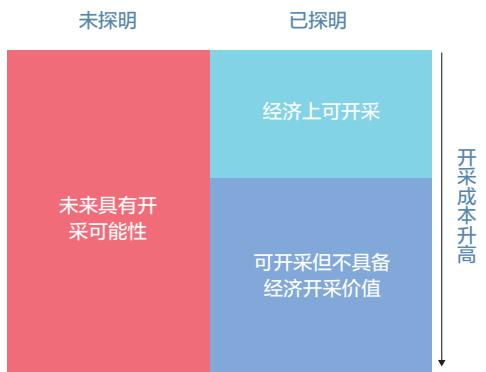 未探明
已探明
经济上可开采
未来具有开
采可能性
可开采但不具备
经济开采价值
开采成本升高